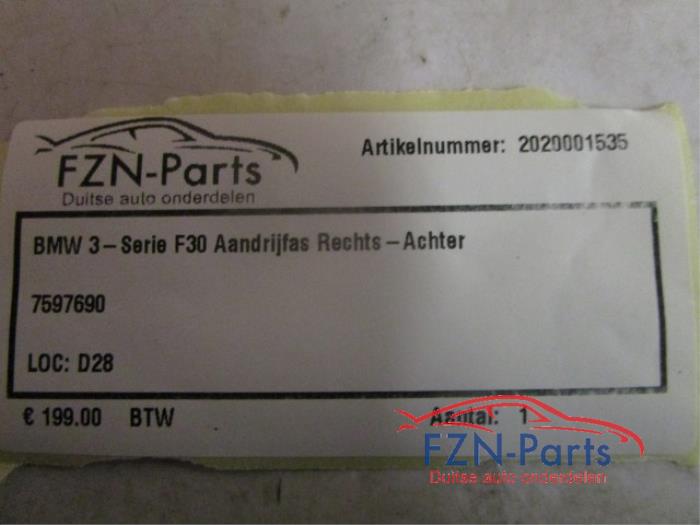 FZN-Parts
Duitse auto onderdelen
Artikelnummer: 2020001535
BMW 3-Serie F30 Aandrijfas Rechts-Achter
7597690
LOC: D28
€ 199.00 BTW Aantal: 1
FZN-Parts
Duitse auto onderdelen